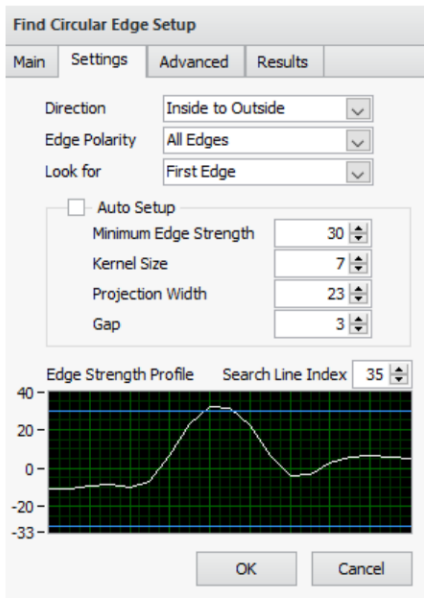 Find Circular Edge Setup
Main Settings Advanced Results
Direction Inside to Outside
Edge Polarity All Edges
Look for First Edge
Auto Setup
Minimum Edge Strength 30
Kernel Size 7
Projection Width 23
Gap 3
Edge Strength Profile Search Line Index 35
40
20
0
-20
-33
OK Cancel